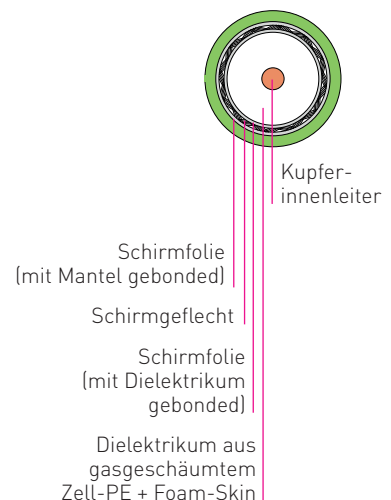 Kupfer-
innenleiter
Schirmfolie
(mit Mantel gebonded)
Schirmgeflecht
Schirmfolie
(mit Dielektrikum
gebonded)
Dielektrikum aus
gasgeschäumtem
Zell-PE + Foam-Skin